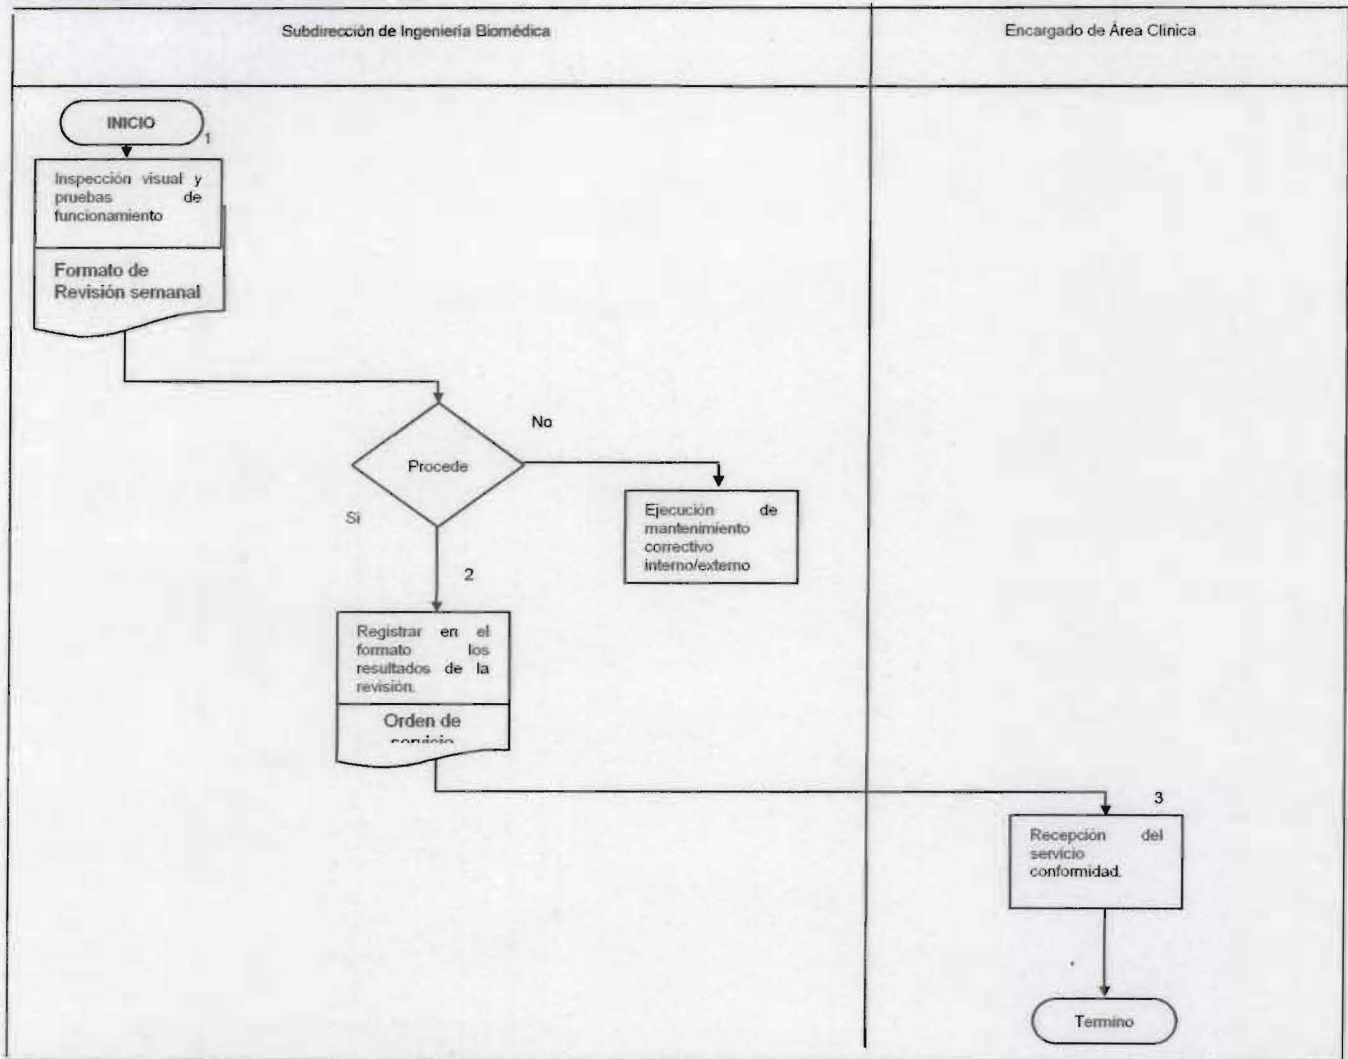 Subdirección de Ingeniería Biomédica
Encargado de Área Clínica
INICIO
1
Inspección visual y
pruebas de
funcionamiento
Formato de
Revisión semanal
No
Procede
Si
Ejecución de
mantenimiento
correctivo
interno/externo
2
Registrar en el
formato los
resultados de la
revisión.
Orden de
servicio
3
Recepción del
servicio
conformidad.
Termino